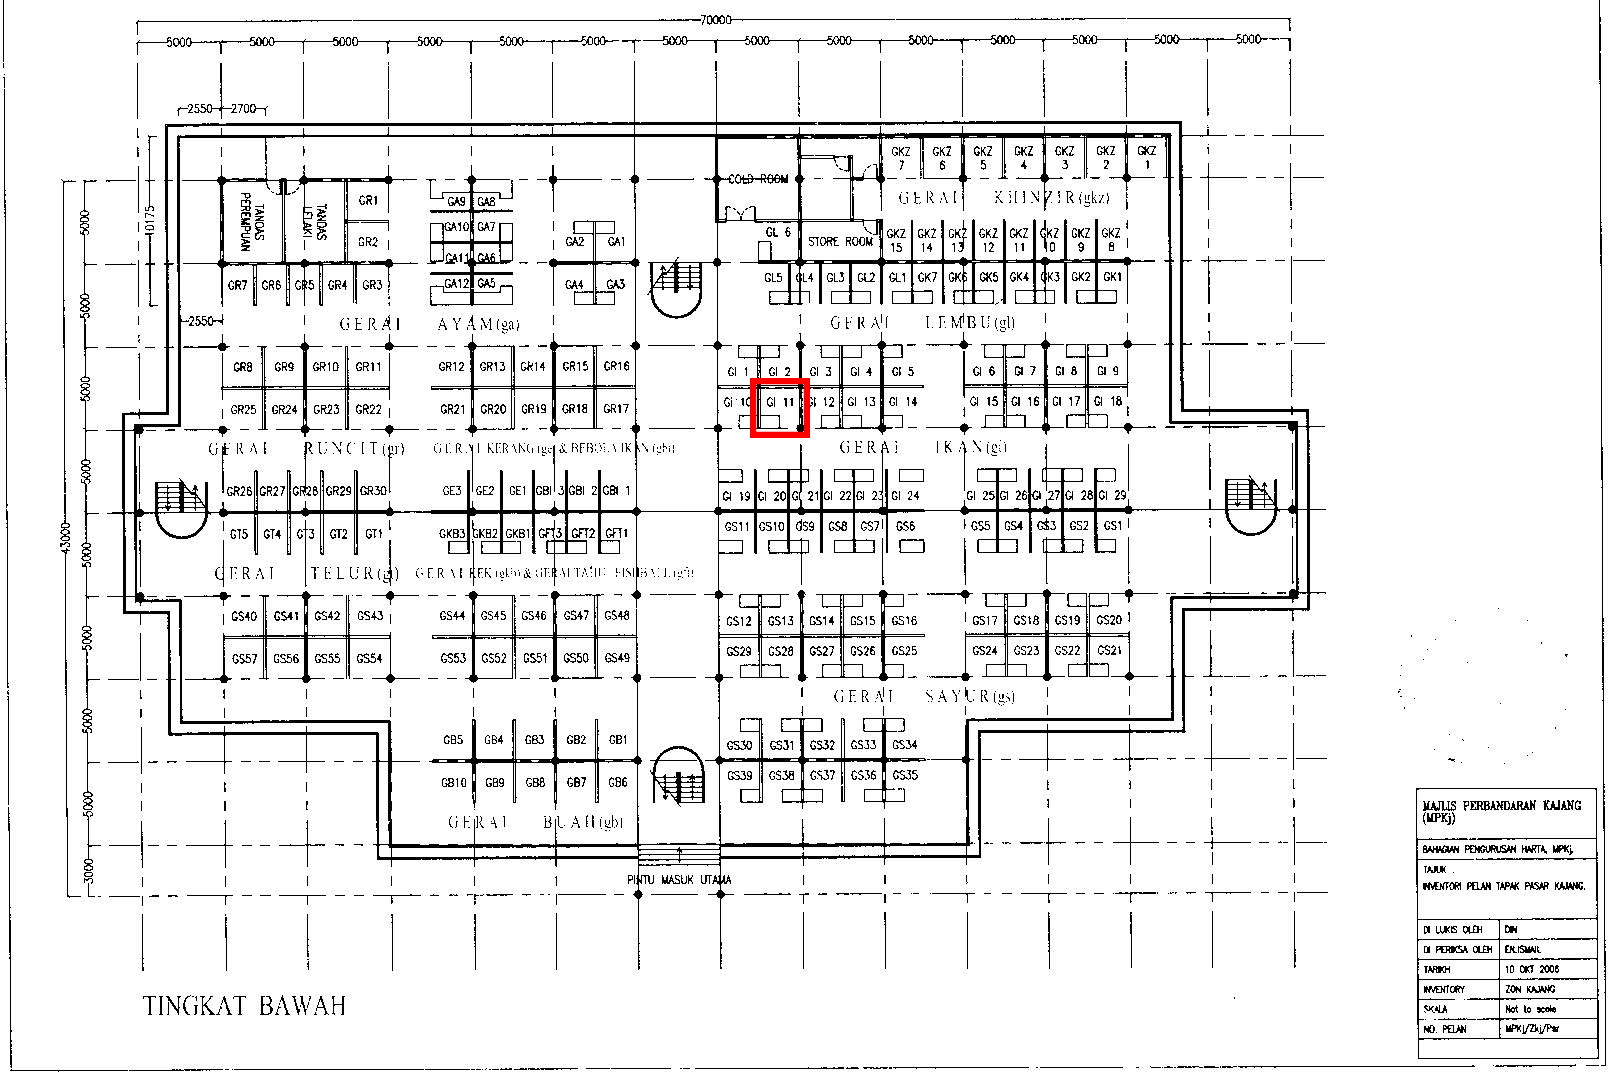 70000
5000 5000 5000 5000 5000 5000 5000 5000 5000 5000 5000 5000 5000 5000
2550 2700
GKZ 7 GKZ 6 GKZ 5 GKZ 4 GKZ 3 GKZ 2 GKZ 1
COLD ROOM
GERAI KHINZIR(gkz)
TANDAS PEREMPUAN
TANDAS LELAKI
GR1
GA9 GA8
5000
10175
GR2
GA10 GA7
GA2 GA1
GL 6
STORE ROOM
GKZ 15 GKZ 14 GKZ 13 GKZ 12 GKZ 11 GKZ 10 GKZ 9 GKZ 8
GA11 GA6
GR7 GR6 GR5 GR4 GR3
GA12 GA5
GA4 GA3
GL5 GL4 GL3 GL2 GL1 GK7 GK6 GK5 GK4 GK3 GK2 GK1
5000
2550
GERAI AYAM(ga)
GERAI LEMBU(gl)
GR8 GR9 GR10 GR11 GR12 GR13 GR14 GR15 GR16
GI 1 GI 2 GI 3 GI 4 GI 5 GI 6 GI 7 GI 8 GI 9
5000
GR25 GR24 GR23 GR22 GR21 GR20 GR19 GR18 GR17
GI 10 GI 11 GI 12 GI 13 GI 14 GI 15 GI 16 GI 17 GI 18
GERAI RUNCIT(gr)
GERAI KERANG(ge) & BEBOLA IKAN(gbi)
GERAI IKAN(gi)
5000
GR26 GR27 GR28 GR29 GR30 GE3 GE2 GE1 GBI 3 GBI 2 GBI 1
GI 19 GI 20 GI 21 GI 22 GI 23 GI 24 GI 25 GI 26 GI 27 GI 28 GI 29
43000
5000
GT5 GT4 GT3 GT2 GT1 GKB3 GKB2 GKB1 GFT3 GFT2 GFT1
GS11 GS10 GS9 GS8 GS7 GS6 GS5 GS4 GS3 GS2 GS1
GERAI TELUR(gt)
GERAI KEK(gkb) & GERAI TAHU FISHBALL(gft)
GS40 GS41 GS42 GS43 GS44 GS45 GS46 GS47 GS48
GS12 GS13 GS14 GS15 GS16 GS17 GS18 GS19 GS20
5000
GS57 GS56 GS55 GS54 GS53 GS52 GS51 GS50 GS49
GS29 GS28 GS27 GS26 GS25 GS24 GS23 GS22 GS21
GERAI SAYUR(gs)
5000
GB5 GB4 GB3 GB2 GB1
GS30 GS31 GS32 GS33 GS34
GB10 GB9 GB8 GB7 GB6
GS39 GS38 GS37 GS36 GS35
5000
GERAI BUAH(gb)
3000
PINTU MASUK UTAMA
TINGKAT BAWAH
MAJLIS PERBANDARAN KAJANG
(MPKj)
BAHAGIAN PENGURUSAN HARTA, MPKj.
TAJUK :
INVENTORI PELAN TAPAK PASAR KAJANG.
DI LUKIS OLEH DIN
DI PERIKSA OLEH EN.ISMAIL
TARIKH 10 OKT 2006
INVENTORY ZON KAJANG
SKALA Not to scale
NO. PELAN MPKj/Zkj/Psr